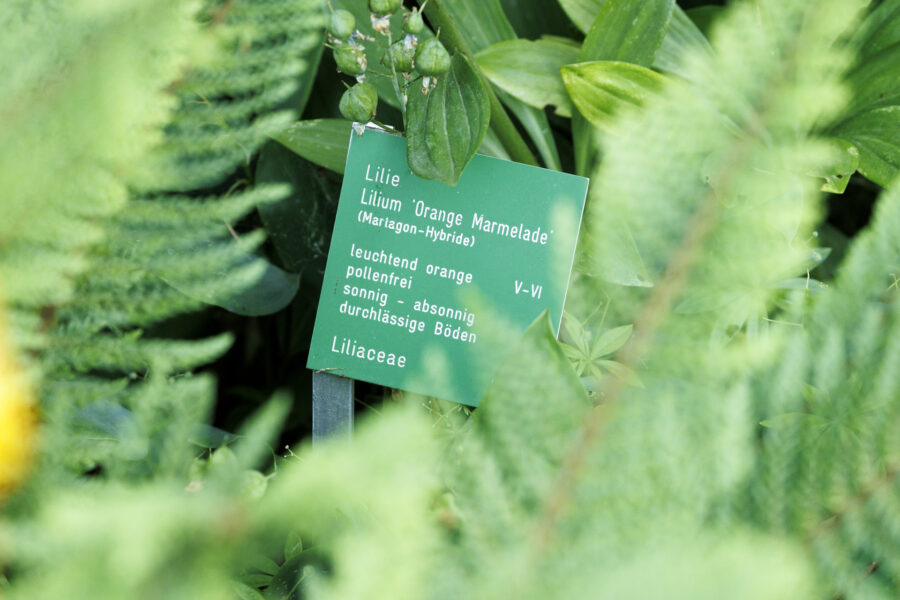 Lilie
Lilium 'Orange Marmelade'
(Martagon-Hybride)
leuchtend orange
pollenfrei V-VI
sonnig - absonnig
durchlässige Böden
Liliaceae